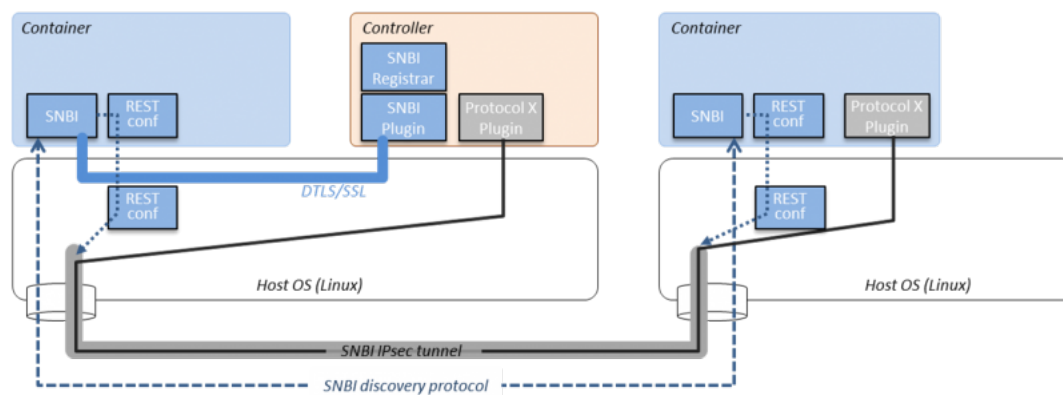 Container
Controller
Container
SNBI
Registrar
SNBI
REST
conf
SNBI
Plugin
Protocol X
Plugin
SNBI
REST
conf
Protocol X
Plugin
DTLS/SSL
REST
conf
REST
conf
Host OS (Linux)
Host OS (Linux)
SNBI IPsec tunnel
SNBI discovery protocol